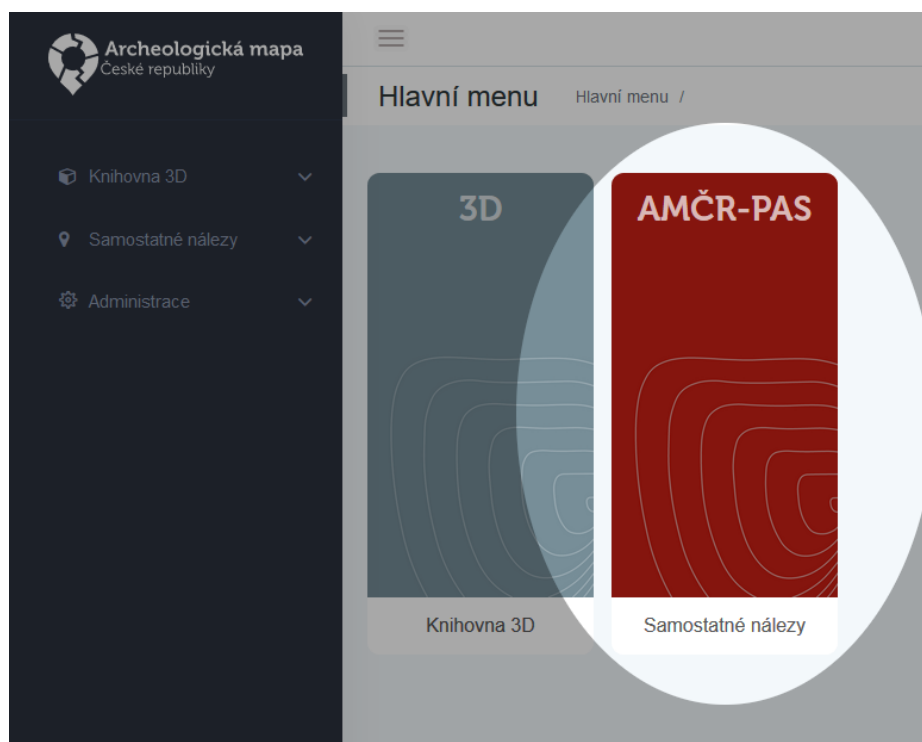 Archeologická mapa
České republiky
Hlavní menu
Hlavní menu /
Knihovna 3D
Samostatné nálezy
Administrace
3D
AMČR-PAS
Knihovna 3D
Samostatné nálezy